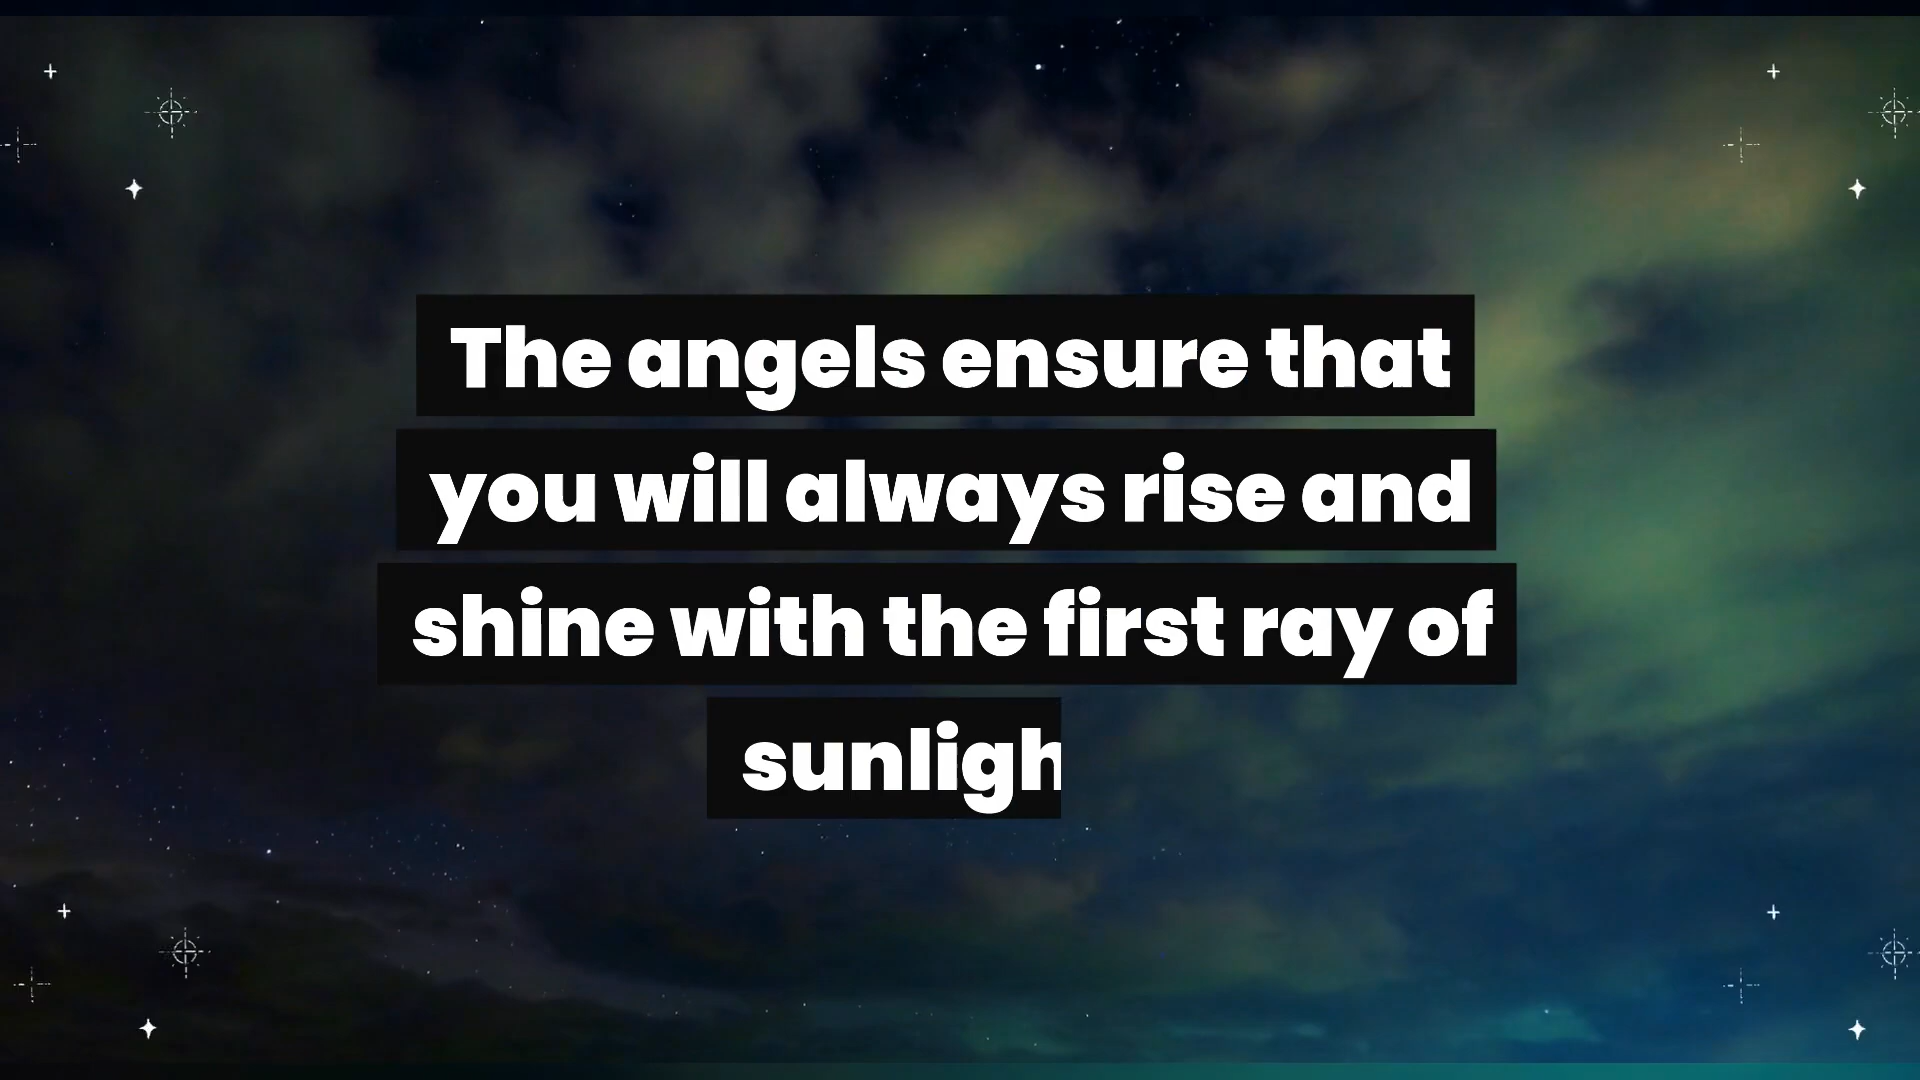 The angels ensure that
you will always rise and
shine with the first ray of
sunligh